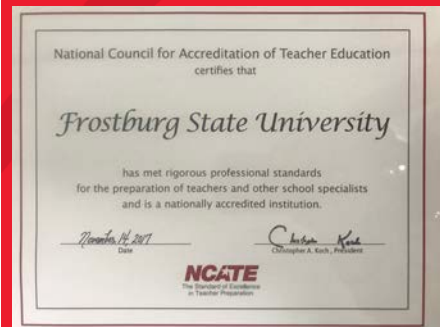 National Council for Accreditation of Teacher Education
certifies that
Frostburg State University
has met rigorous professional standards
for the preparation of teachers and other school specialists
and is a nationally accredited institution.
November 14, 2017
Date
Christopher A. Koch, President
NCATE
The Standard of Excellence
in Teacher Preparation